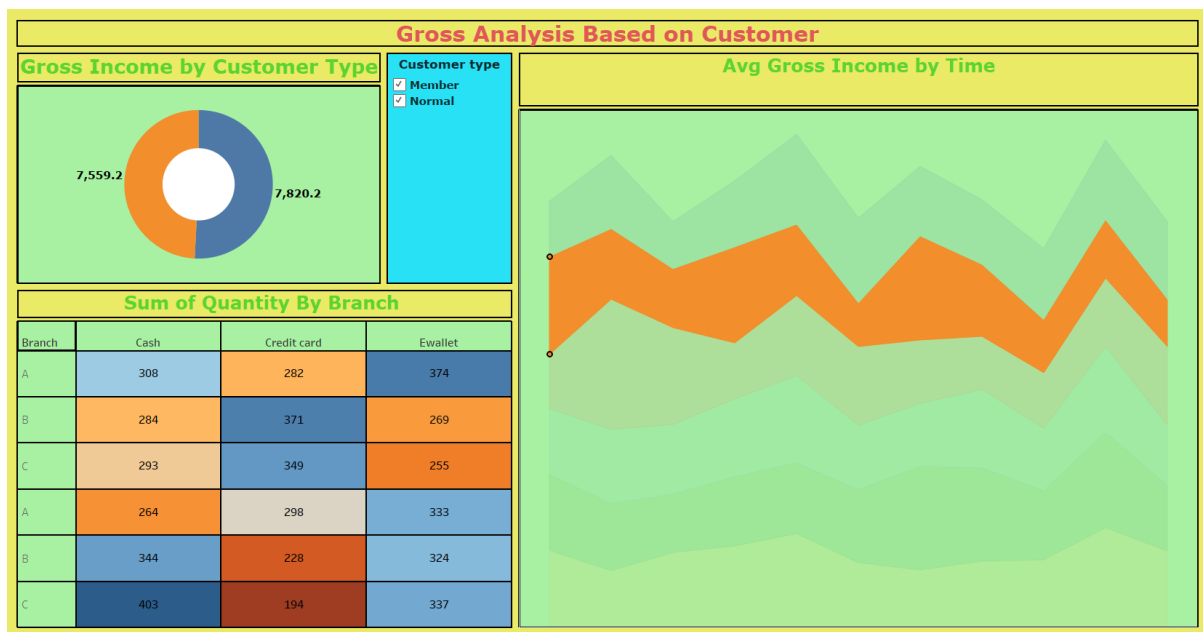 Gross Analysis Based on Customer
Gross Income by Customer Type
7,559.2
7,820.2
Customer type
Member
Normal
Avg Gross Income by Time
Sum of Quantity By Branch
Branch Cash Credit card Ewallet
A 308 282 374
B 284 371 269
C 293 349 255
A 264 298 333
B 344 228 324
C 403 194 337